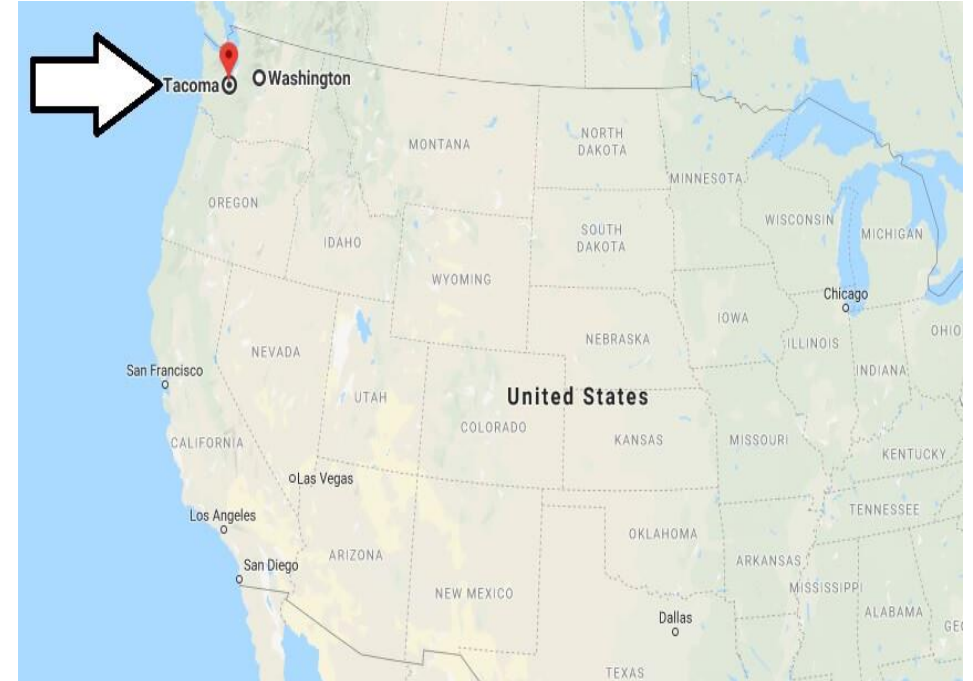 Tacoma
Washington
MONTANA
NORTH
DAKOTA
MINNESOTA
OREGON
IDAHO
SOUTH
DAKOTA
WISCONSIN
MICHIGAN
WYOMING
Chicago
IOWA
NEBRASKA
ILLINOIS
OHIO
NEVADA
San Francisco
INDIANA
UTAH
United States
COLORADO
KANSAS
MISSOURI
CALIFORNIA
KENTUCKY
Las Vegas
TENNESSEE
Los Angeles
OKLAHOMA
ARIZONA
San Diego
ARKANSAS
NEW MEXICO
MISSISSIPPI
Dallas
ALABAMA
GE
TEXAS